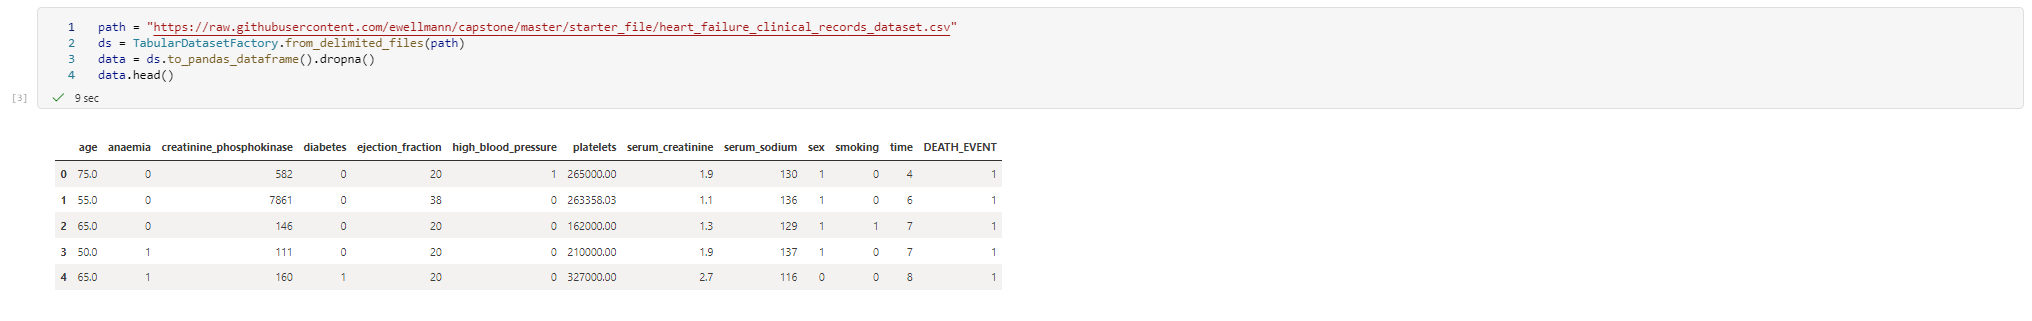 1 path = "https://raw.githubusercontent.com/ewellmann/capstone/master/starter_file/heart_failure_clinical_records_dataset.csv"
2 ds = TabularDatasetFactory.from_delimited_files(path)
3 data = ds.to_pandas_dataframe().dropna()
4 data.head()
[3] ✓ 9 sec
age anaemia creatinine_phosphokinase diabetes ejection_fraction high_blood_pressure platelets serum_creatinine serum_sodium sex smoking time DEATH_EVENT
0 75.0 0 582 0 20 1 265000.00 1.9 130 1 0 4 1
1 55.0 0 7861 0 38 0 263358.03 1.1 136 1 0 6 1
2 65.0 0 146 0 20 0 162000.00 1.3 129 1 1 7 1
3 50.0 1 111 0 20 0 210000.00 1.9 137 1 0 7 1
4 65.0 1 160 1 20 0 327000.00 2.7 116 0 0 8 1